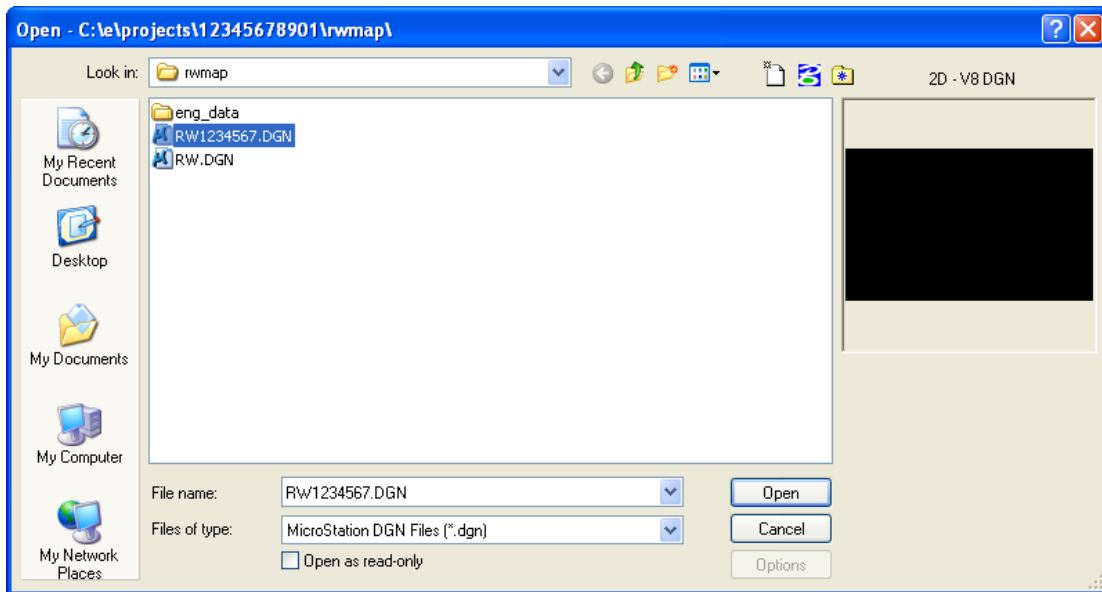 Open - C:\e\projects\12345678901\rwmap\
Look in:
rwmap
2D - V8 DGN
My Recent
Documents
Desktop
My Documents
My Computer
My Network
Places
eng_data
RW1234567.DGN
RW.DGN
File name:
RW1234567.DGN
Open
Files of type:
MicroStation DGN Files (*.dgn)
Cancel
Open as read-only
Options